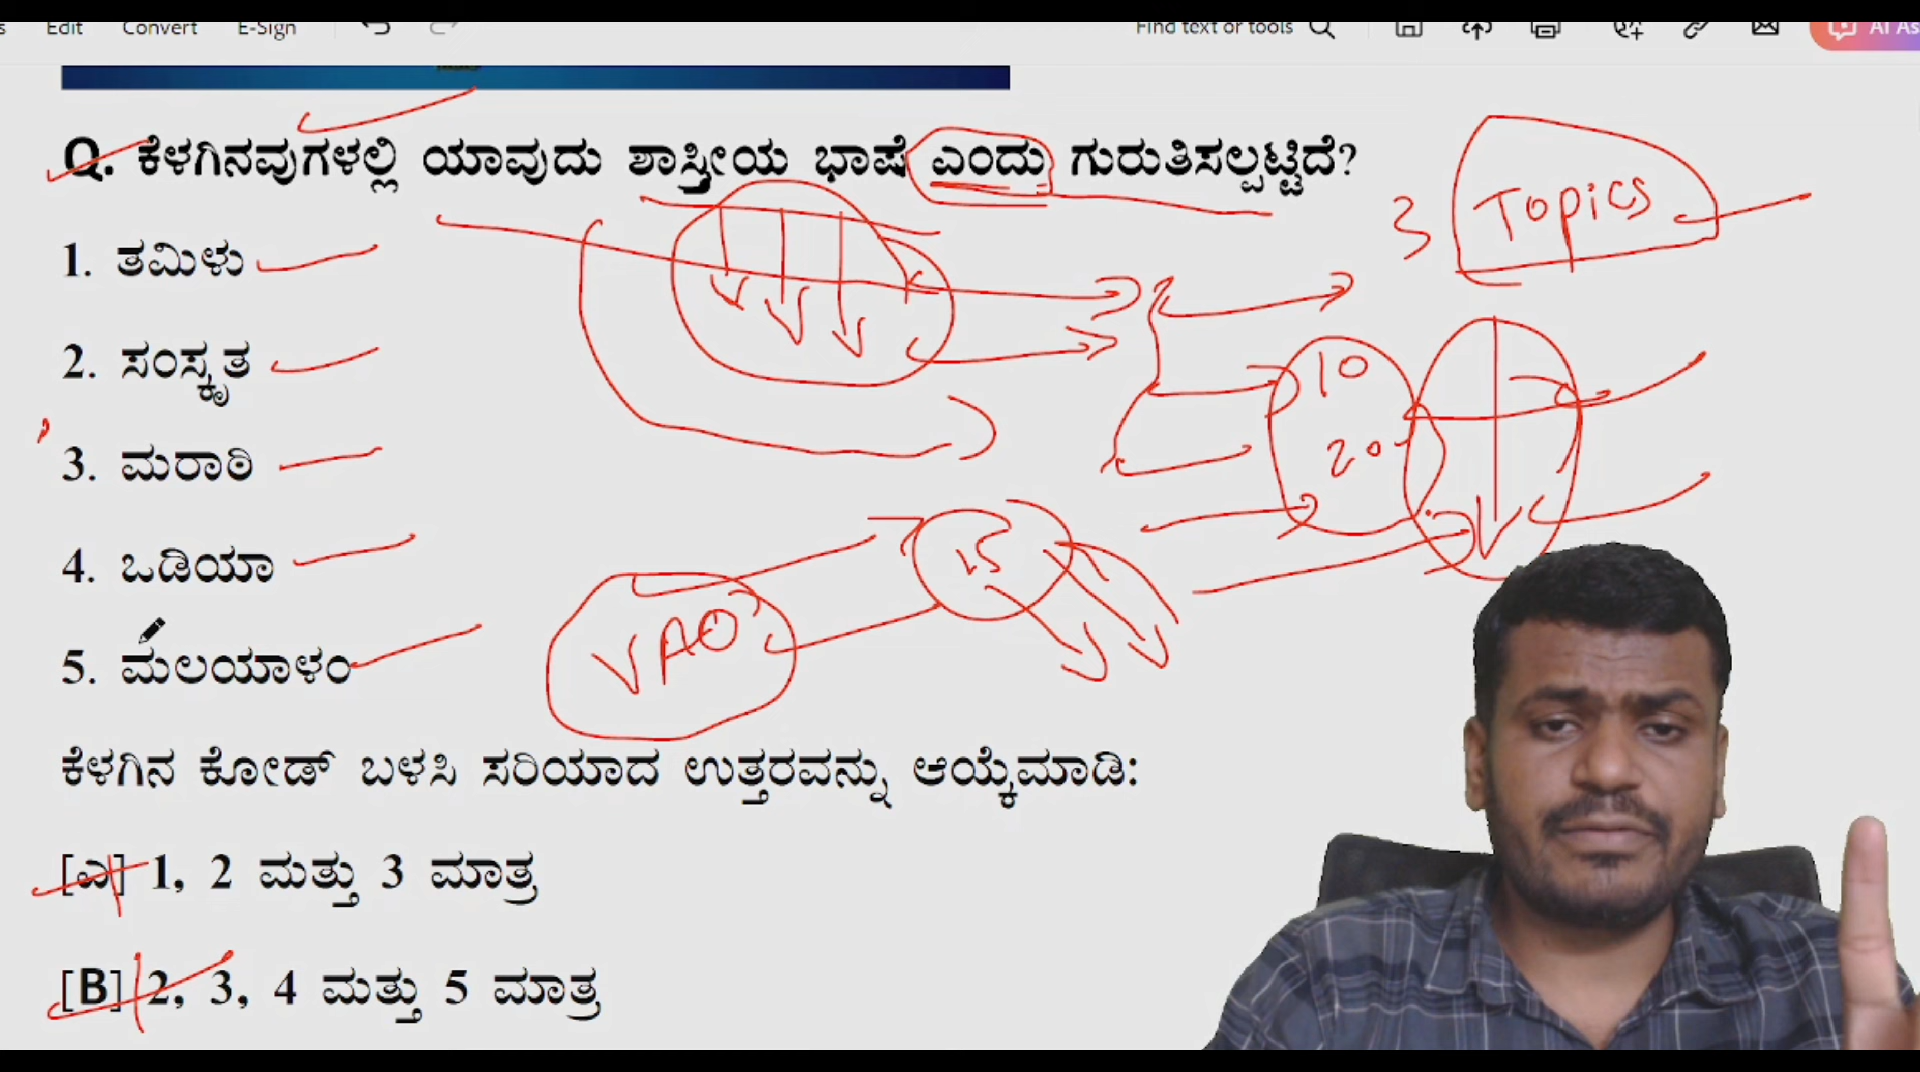 Edit Convert E-Sign Find text or tools AI As
Q. ಕೆಳಗಿನವುಗಳಲ್ಲಿ ಯಾವುದು ಶಾಸ್ತ್ರೀಯ ಭಾಷೆ ಎಂದು ಗುರುತಿಸಲ್ಪಟ್ಟಿದೆ?
3 Topics
1. ತಮಿಳು
2. ಸಂಸ್ಕೃತ
10
20
3. ಮರಾಠಿ
4. ಒಡಿಯಾ
15
VAO
5. ಮಲಯಾಳಂ
ಕೆಳಗಿನ ಕೋಡ್ ಬಳಸಿ ಸರಿಯಾದ ಉತ್ತರವನ್ನು ಆಯ್ಕೆಮಾಡಿ:
[ಎ] 1, 2 ಮತ್ತು 3 ಮಾತ್ರ
[B] 2, 3, 4 ಮತ್ತು 5 ಮಾತ್ರ